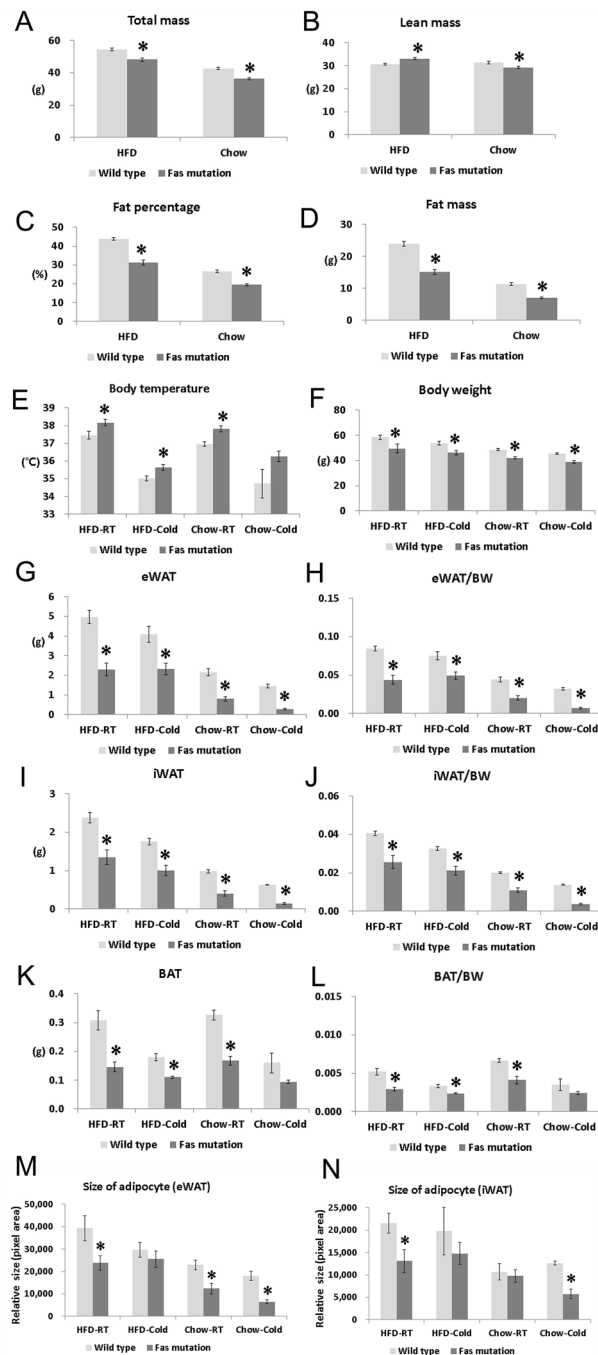 A
Total mass
60
40
20
0
(g)
*
*
HFD Chow
Wild type Fas mutation
B
Lean mass
40
30
20
10
0
(g)
*
*
HFD Chow
Wild type Fas mutation
C
Fat percentage
50
40
30
20
10
0
(%)
*
*
HFD Chow
Wild type Fas mutation
D
Fat mass
30
20
10
0
(g)
*
*
HFD Chow
Wild type Fas mutation
E
Body temperature
39
38
37
36
35
34
33
(℃)
*
*
*
HFD-RT HFD-Cold Chow-RT Chow-Cold
Wild type Fas mutation
F
Body weight
80
60
40
20
0
(g)
*
*
*
*
HFD-RT HFD-Cold Chow-RT Chow-Cold
Wild type Fas mutation
G
eWAT
6
5
4
3
2
1
0
(g)
*
*
*
*
HFD-RT HFD-Cold Chow-RT Chow-Cold
Wild type Fas mutation
H
eWAT/BW
0.15
0.10
0.05
0.00
*
*
*
*
HFD-RT HFD-Cold Chow-RT Chow-Cold
Wild type Fas mutation
I
iWAT
3
2
1
0
(g)
*
*
*
*
HFD-RT HFD-Cold Chow-RT Chow-Cold
Wild type Fas mutation
J
iWAT/BW
0.06
0.04
0.02
0.00
*
*
*
*
HFD-RT HFD-Cold Chow-RT Chow-Cold
Wild type Fas mutation
K
BAT
0.4
0.3
0.2
0.1
0.0
(g)
*
*
*
HFD-RT HFD-Cold Chow-RT Chow-Cold
Wild type Fas mutation
L
BAT/BW
0.015
0.010
0.005
0.000
*
*
*
HFD-RT HFD-Cold Chow-RT Chow-Cold
Wild type Fas mutation
M
Size of adipocyte (eWAT)
Relative size (pixel area)
50,000
40,000
30,000
20,000
10,000
0
*
*
*
HFD-RT HFD-Cold Chow-RT Chow-Cold
Wild type Fas mutation
N
Size of adipocyte (iWAT)
Relative size (pixel area)
25,000
20,000
15,000
10,000
5,000
0
*
*
HFD-RT HFD-Cold Chow-RT Chow-Cold
Wild type Fas mutation